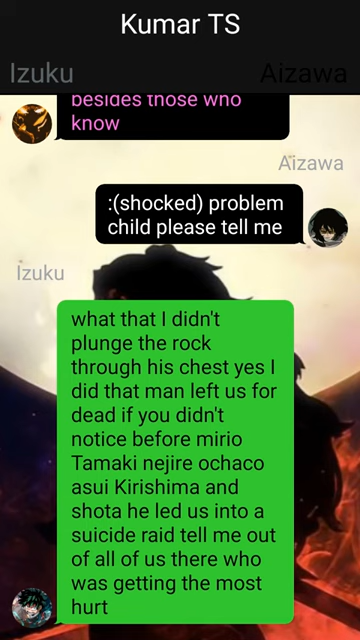 Kumar TS
Izuku
Aizawa
besides those who
know
Aizawa
:(shocked) problem
child please tell me
Izuku
what that I didn't
plunge the rock
through his chest yes I
did that man left us for
dead if you didn't
notice before mirio
Tamaki nejire ochaco
asui Kirishima and
shota he led us into a
suicide raid tell me out
of all of us there who
was getting the most
hurt